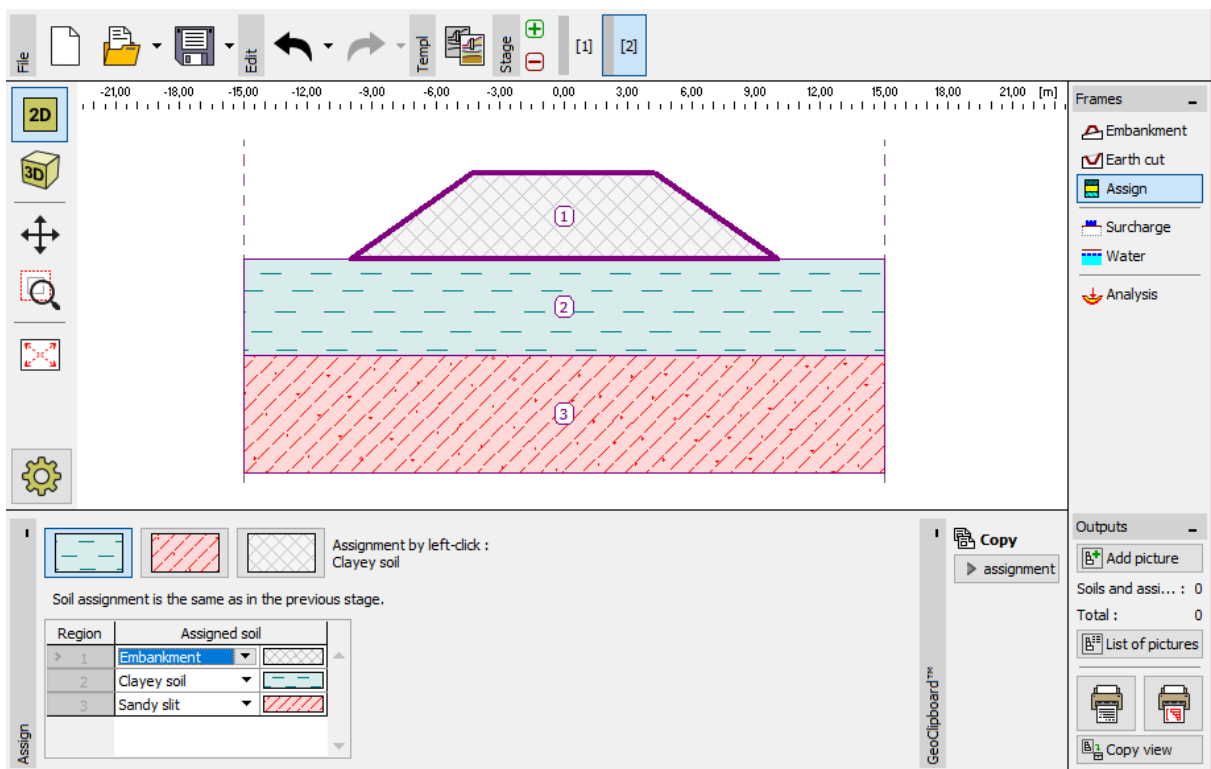 File
Edit
Templ
Stage
[1]
[2]
-21,00 -18,00 -15,00 -12,00 -9,00 -6,00 -3,00 0,00 3,00 6,00 9,00 12,00 15,00 18,00 21,00 [m]
2D
3D
1
2
3
Frames
Embankment
Earth cut
Assign
Surcharge
Water
Analysis
Assign
Assignment by left-click :
Clayey soil
Soil assignment is the same as in the previous stage.
Region Assigned soil
1 Embankment
2 Clayey soil
3 Sandy slit
GeoClipboard™
Copy
assignment
Outputs
Add picture
Soils and assi... : 0
Total : 0
List of pictures
Copy view